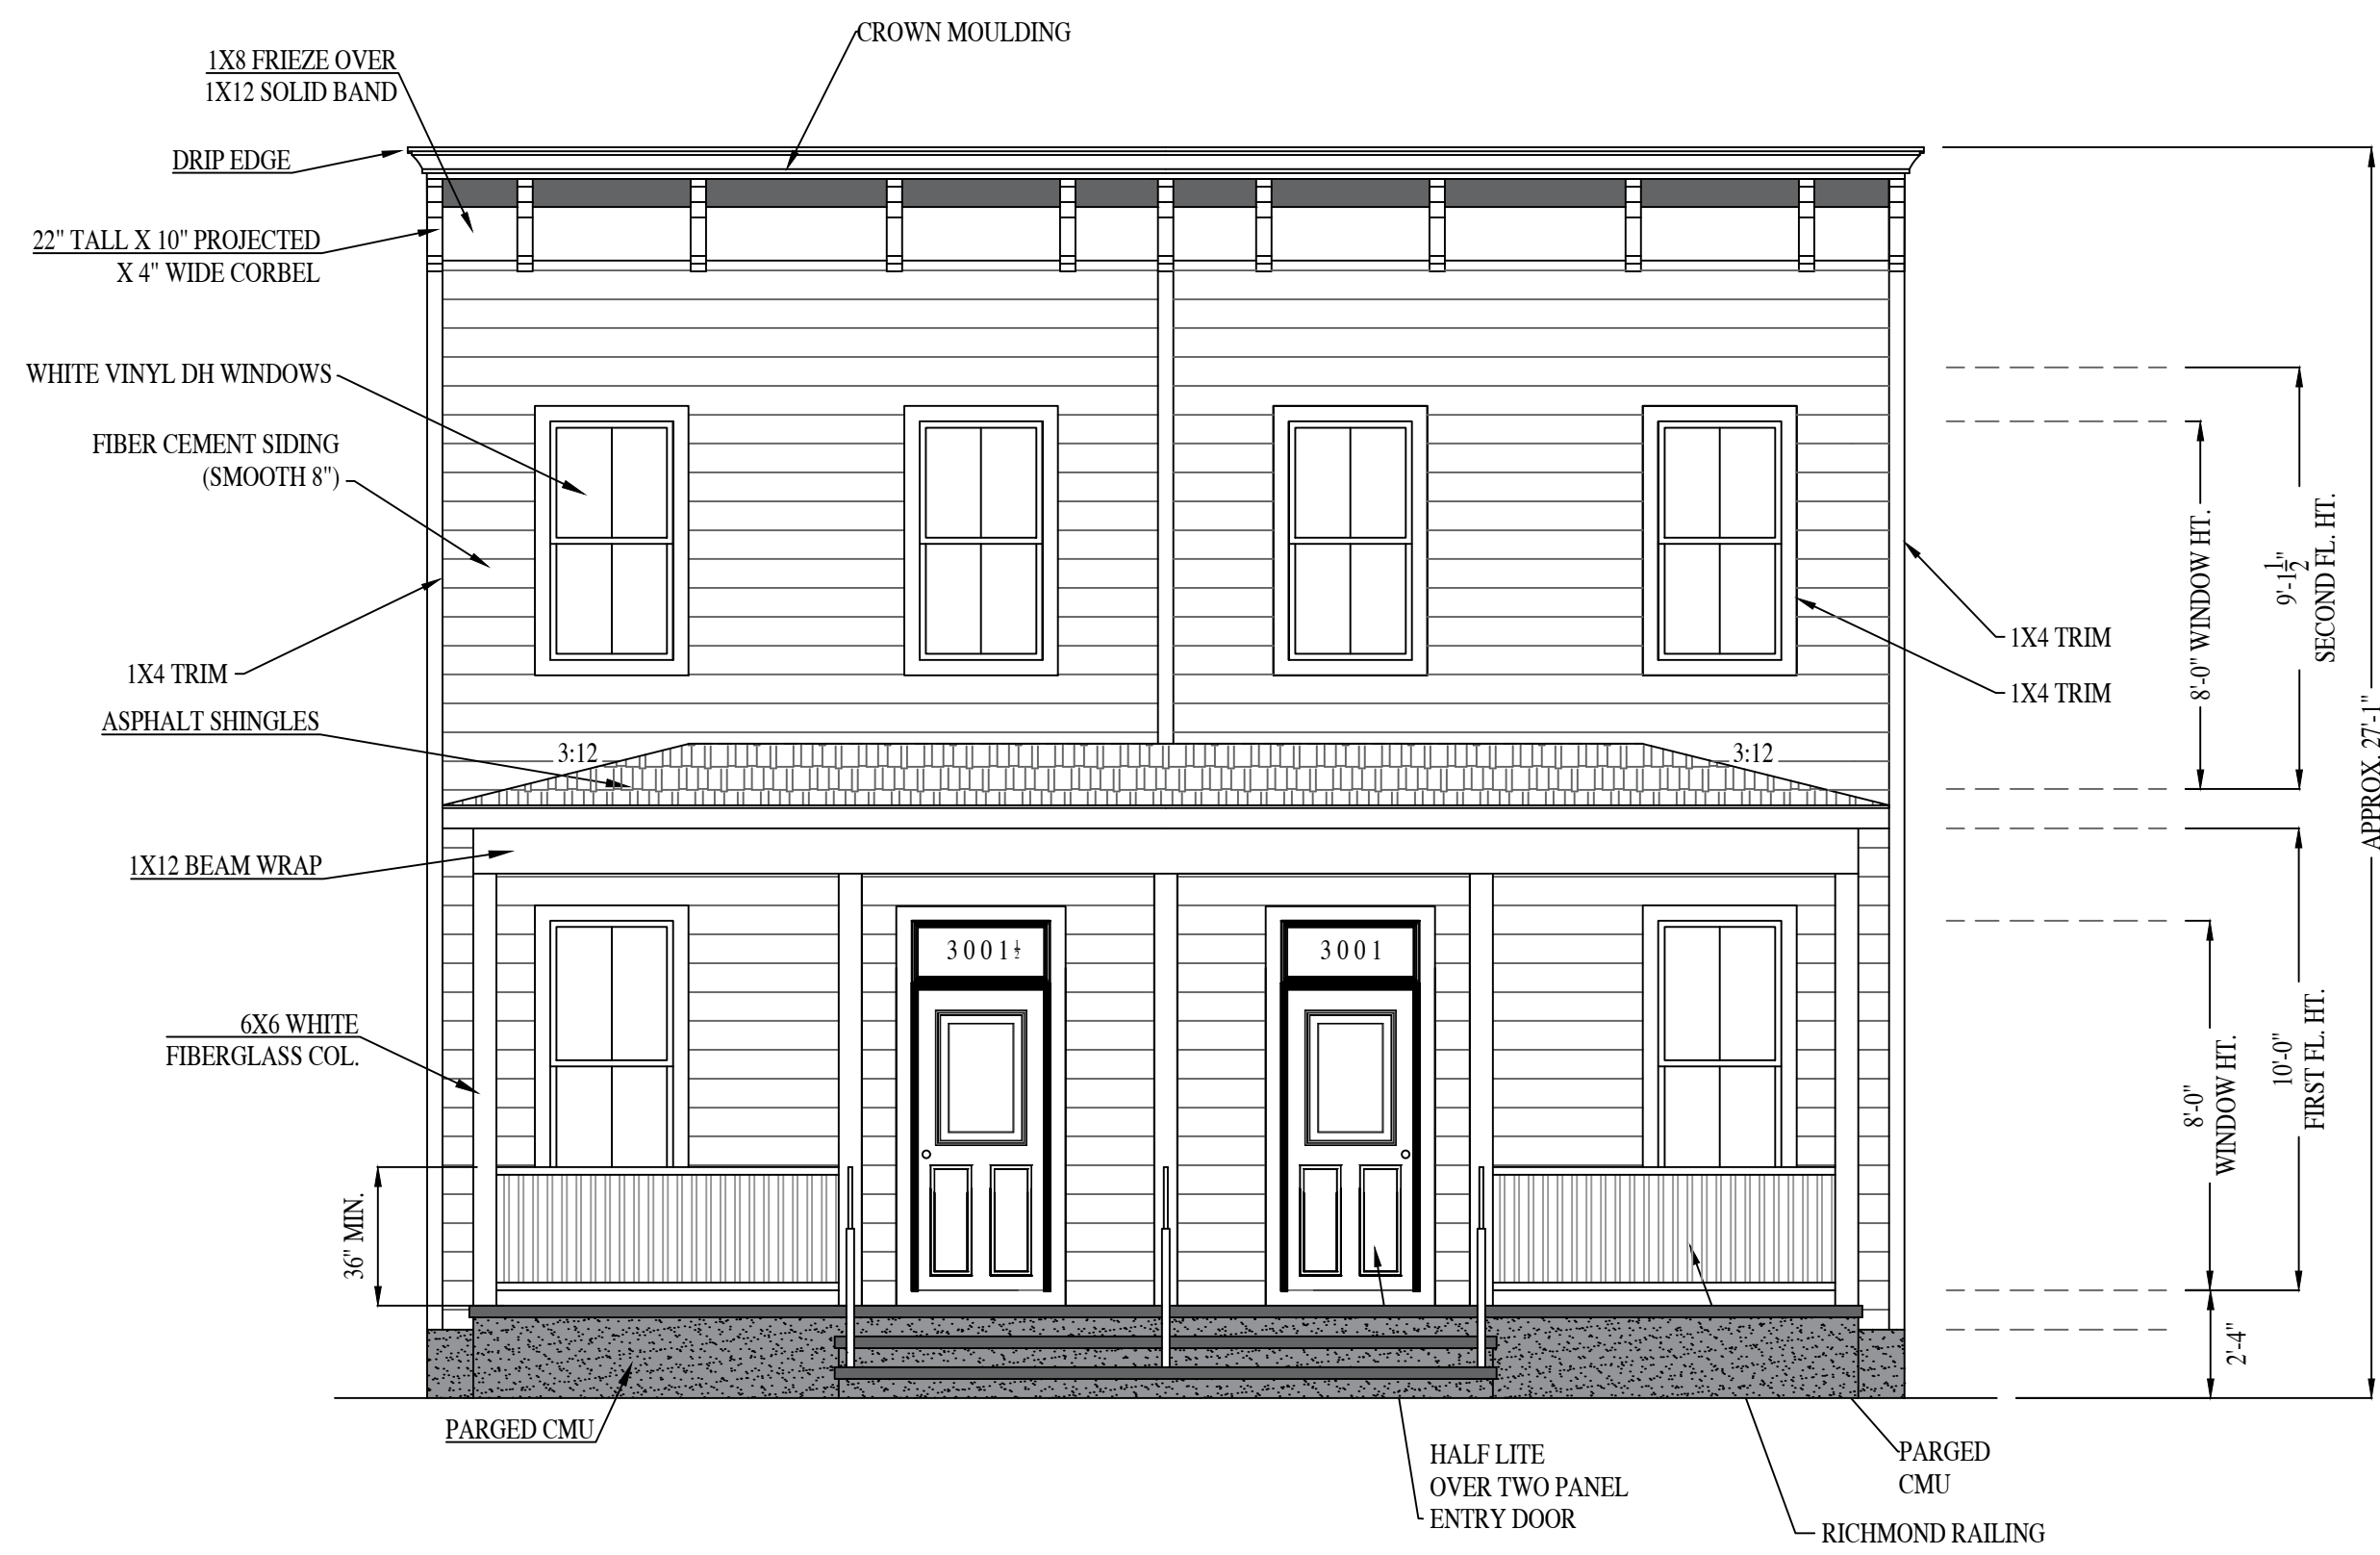 CROWN MOULDING
1X8 FRIEZE OVER
1X12 SOLID BAND
DRIP EDGE
22" TALL X 10" PROJECTED
X 4" WIDE CORBEL
WHITE VINYL DH WINDOWS
FIBER CEMENT SIDING
(SMOOTH 8")
1X4 TRIM
ASPHALT SHINGLES
3:12
3:12
1X12 BEAM WRAP
6X6 WHITE
FIBERGLASS COL.
36" MIN.
3001½
3001
PARGED CMU
HALF LITE
OVER TWO PANEL
ENTRY DOOR
PARGED
CMU
RICHMOND RAILING
1X4 TRIM
1X4 TRIM
8'-0" WINDOW HT.
9'-1½"
SECOND FL. HT.
APPROX. 27'-1"
8'-0"
WINDOW HT.
10'-0"
FIRST FL. HT.
2'-4"